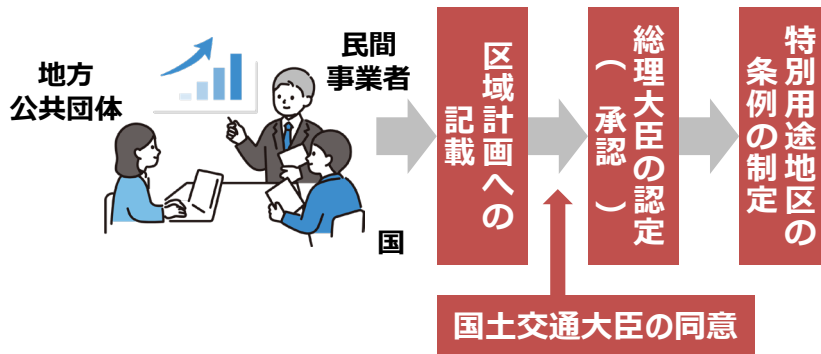 地方
公共団体
民間
事業者
国
区域計画への
記載
総理大臣の認定
（承認）
特別用途地区の
条例の制定
国土交通大臣の同意